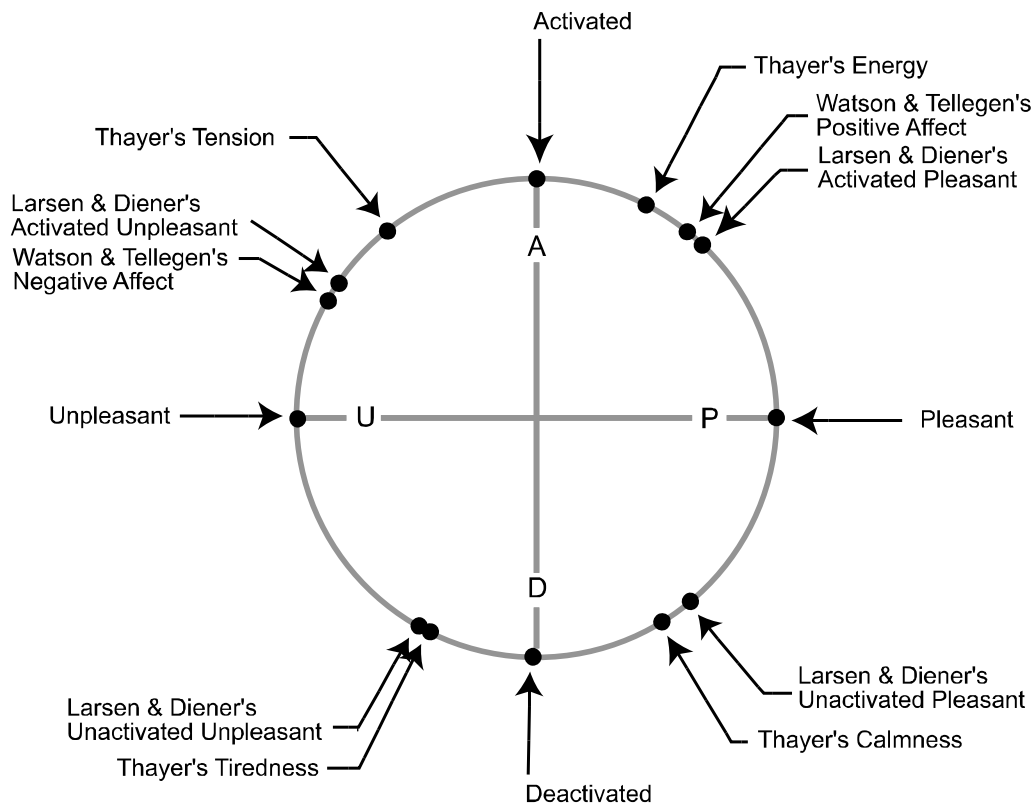 Activated
Thayer's Energy
Watson & Tellegen's
Positive Affect
Larsen & Diener's
Activated Pleasant
Thayer's Tension
Larsen & Diener's
Activated Unpleasant
Watson & Tellegen's
Negative Affect
A
Unpleasant
U
P
Pleasant
D
Larsen & Diener's
Unactivated Pleasant
Larsen & Diener's
Unactivated Unpleasant
Thayer's Calmness
Thayer's Tiredness
Deactivated